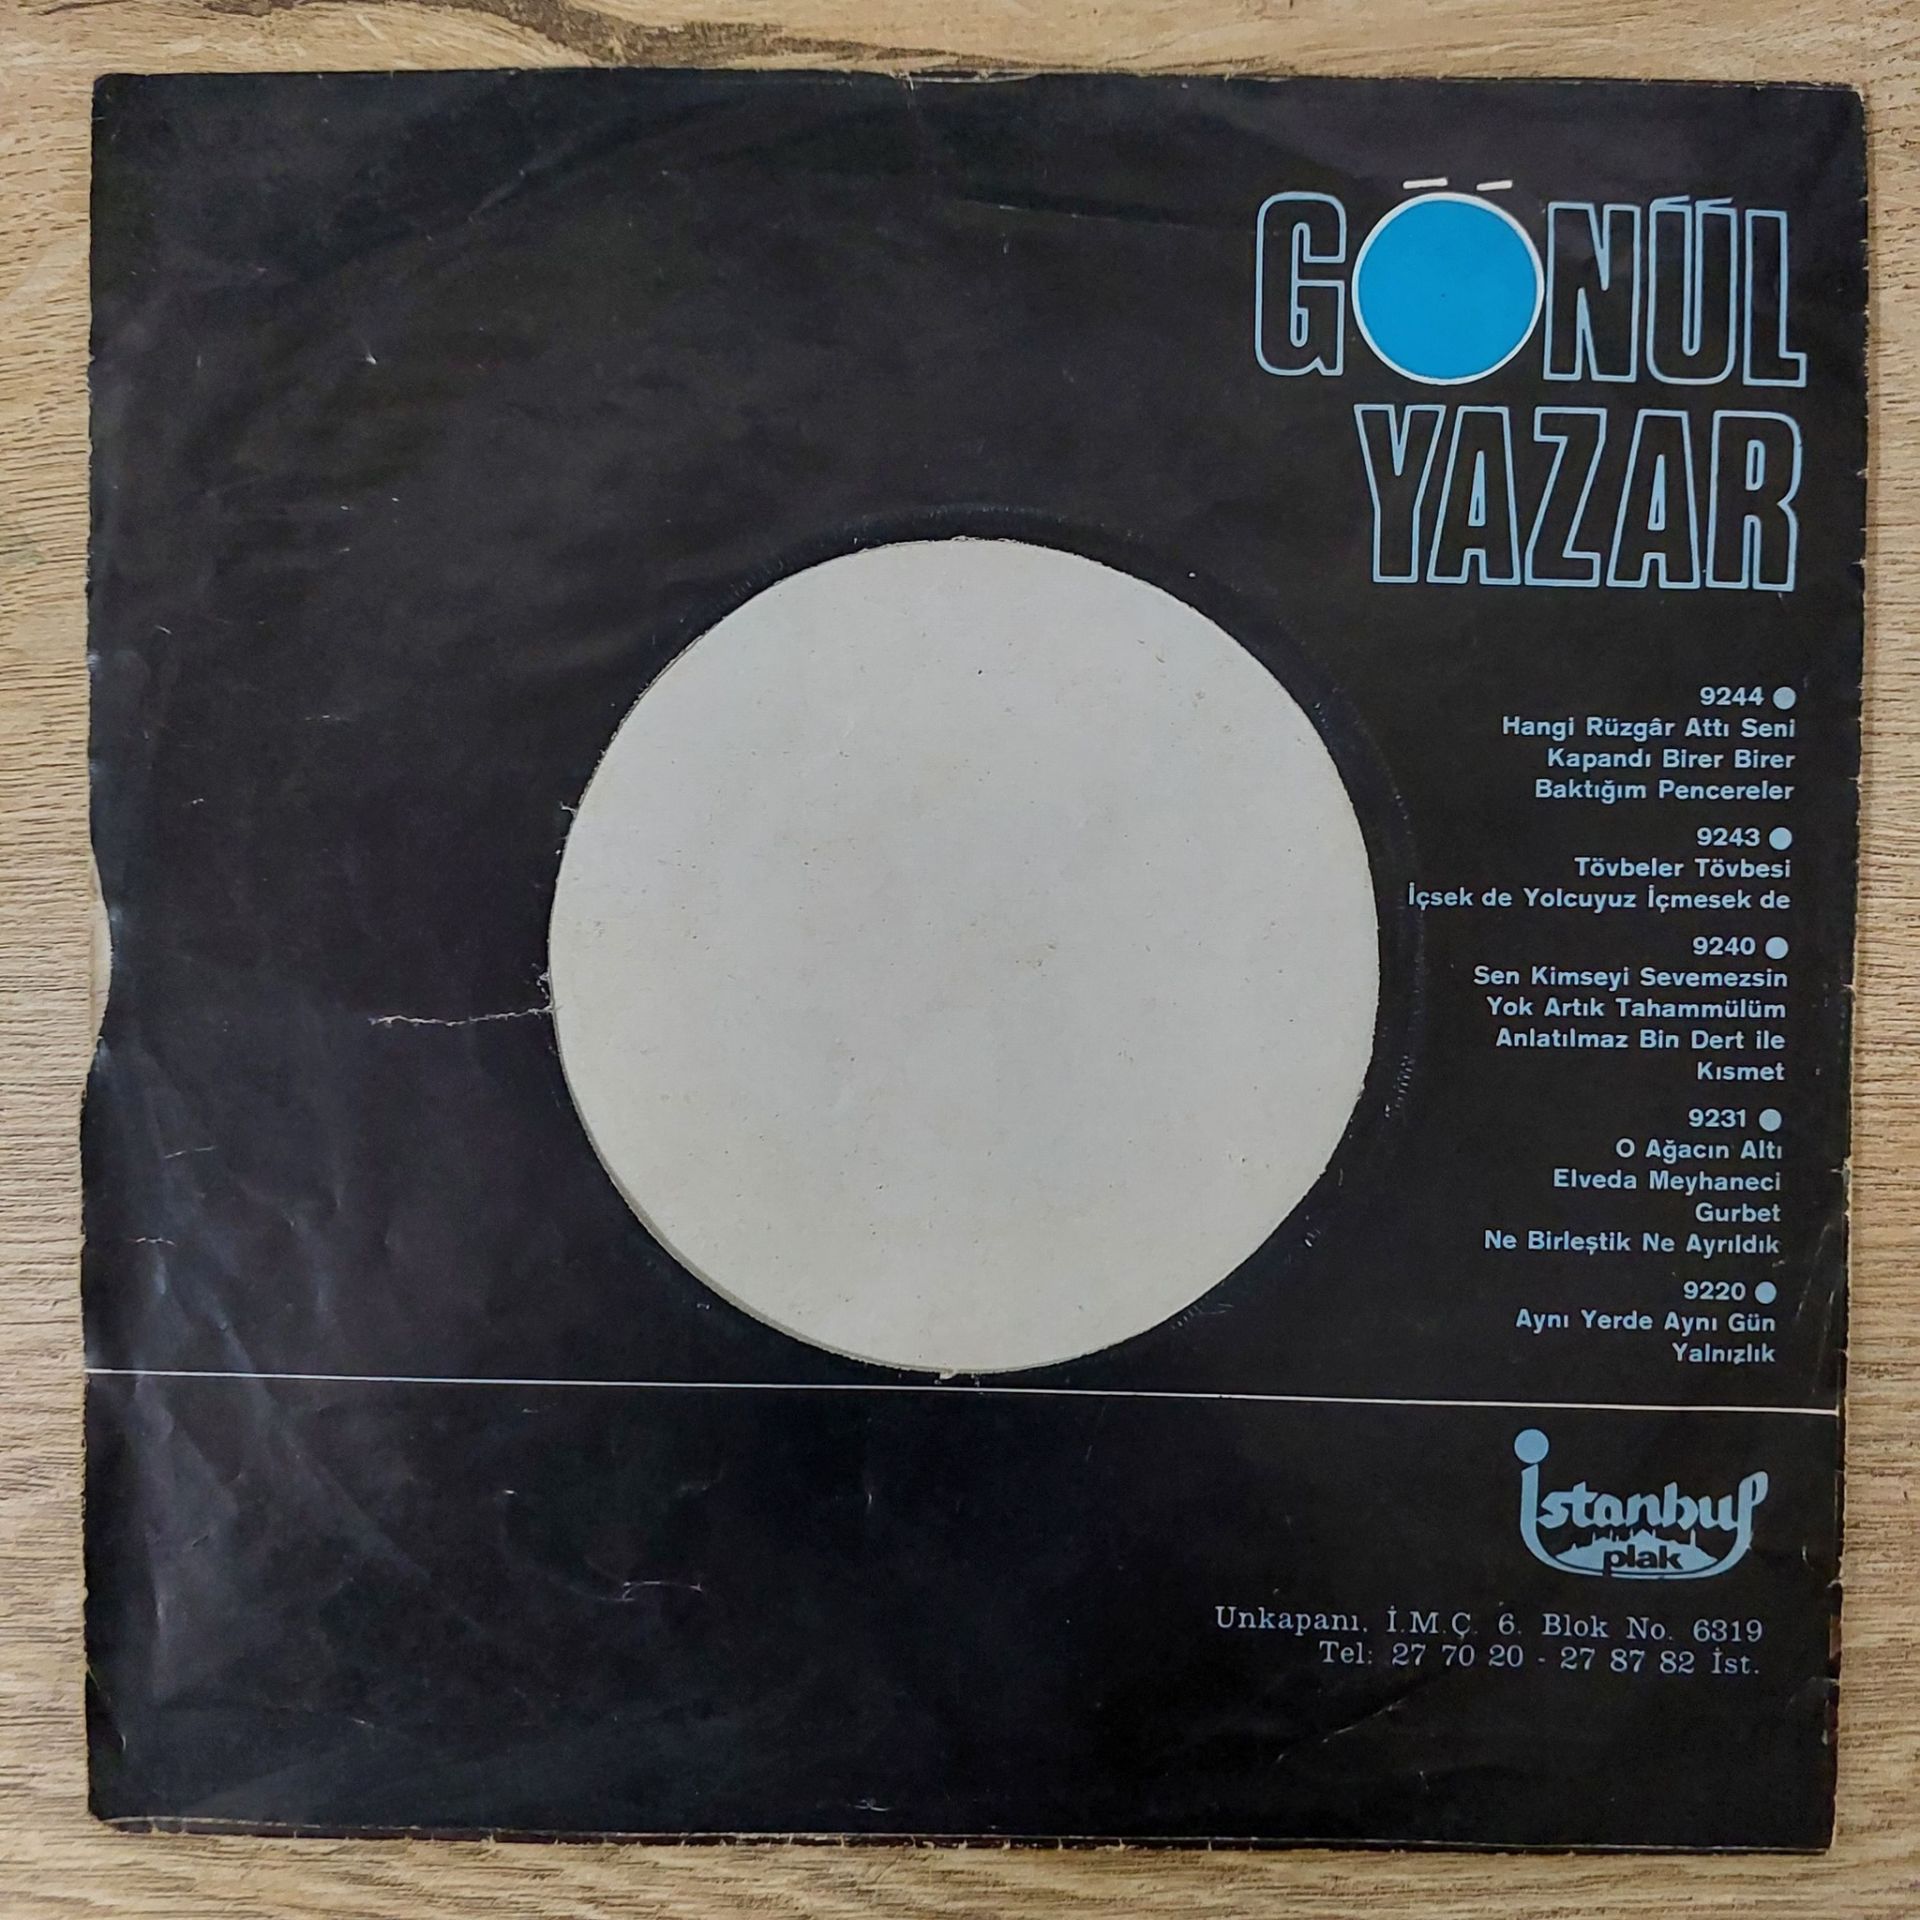 GÖNÜL
YAZAR
9244 ●
Hangi Rüzgâr Attı Seni
Kapandı Birer Birer
Baktığım Pencereler
9243 ●
Tövbeler Tövbesi
İçsek de Yolcuyuz İçmesek de
9240 ●
Sen Kimseyi Sevemezsin
Yok Artık Tahammülüm
Anlatılmaz Bin Dert ile
Kısmet
9231 ●
O Ağacın Altı
Elveda Meyhaneci
Gurbet
Ne Birleştik Ne Ayrıldık
9220 ●
Aynı Yerde Aynı Gün
Yalnızlık
istanbul
plak
Unkapanı, İ.M.Ç. 6. Blok No. 6319
Tel: 27 70 20 - 27 87 82 İst.